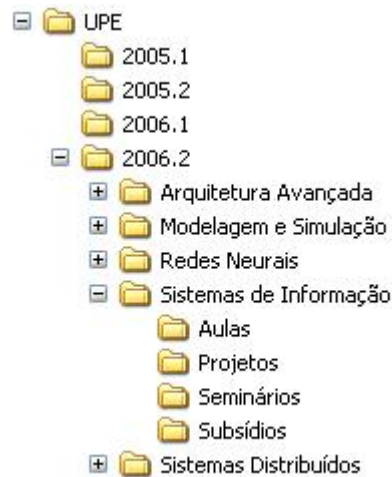 UPE
2005.1
2005.2
2006.1
2006.2
Arquitetura Avançada
Modelagem e Simulação
Redes Neurais
Sistemas de Informação
Aulas
Projetos
Seminários
Subsídios
Sistemas Distribuídos